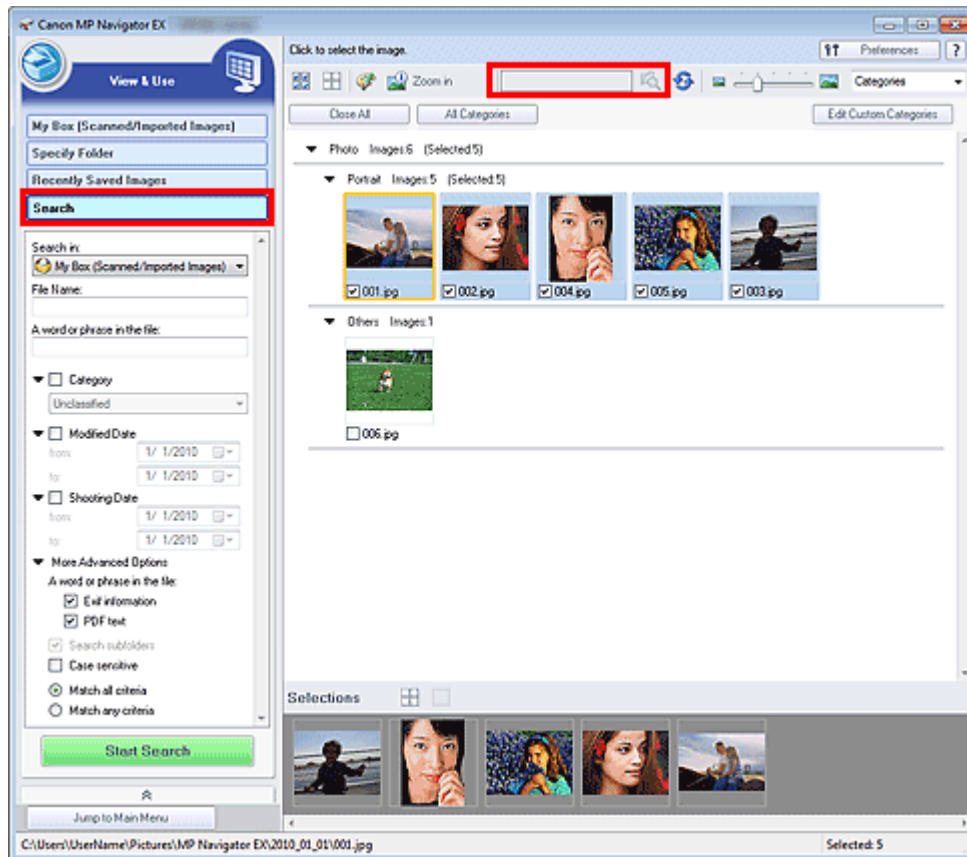 Canon MP Navigator EX
View & Use
My Box (Scanned/Imported Images)
Specify Folder
Recently Saved Images
Search
Search in:
My Box (Scanned/Imported Images)
File Name:
A word or phrase in the file:
Category
Unclassified
Modified Date
from: 1/ 1/2010
to: 1/ 1/2010
Shooting Date
from: 1/ 1/2010
to: 1/ 1/2010
More Advanced Options
A word or phrase in the file:
Exif information
PDF text
Search subfolders
Case sensitive
Match all criteria
Match any criteria
Start Search
Jump to Main Menu
Click to select the image.
Preferences ?
Zoom in
Categories
Close All All Categories Edit Custom Categories
Photo Images:6 (Selected:5)
Portrait Images:5 (Selected:5)
001.jpg 002.jpg 004.jpg 005.jpg 003.jpg
Others Images:1
006.jpg
Selections
C:\Users\UserName\Pictures\MP Navigator EX\2010_01_01\001.jpg Selected: 5